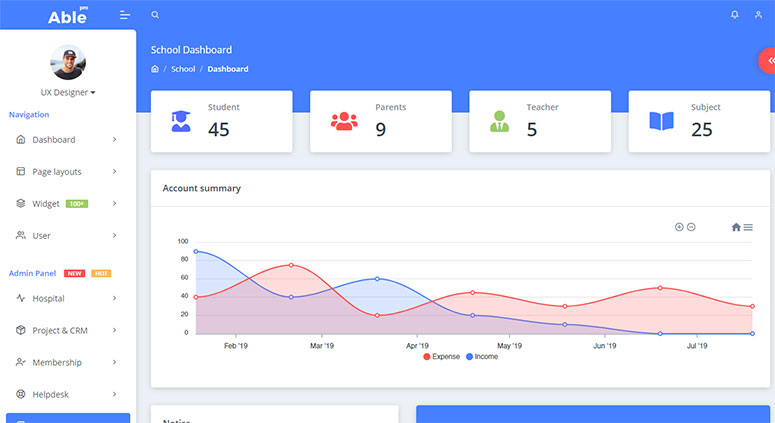 Able pro
School Dashboard
School / Dashboard
UX Designer
Navigation
Dashboard
Page layouts
Widget 100+
User
Admin Panel NEW HOT
Hospital
Project & CRM
Membership
Helpdesk
Student
45
Parents
9
Teacher
5
Subject
25
Account summary
100
80
60
40
20
0
Feb '19 Mar '19 Apr '19 May '19 Jun '19 Jul '19
Expense Income
Notice